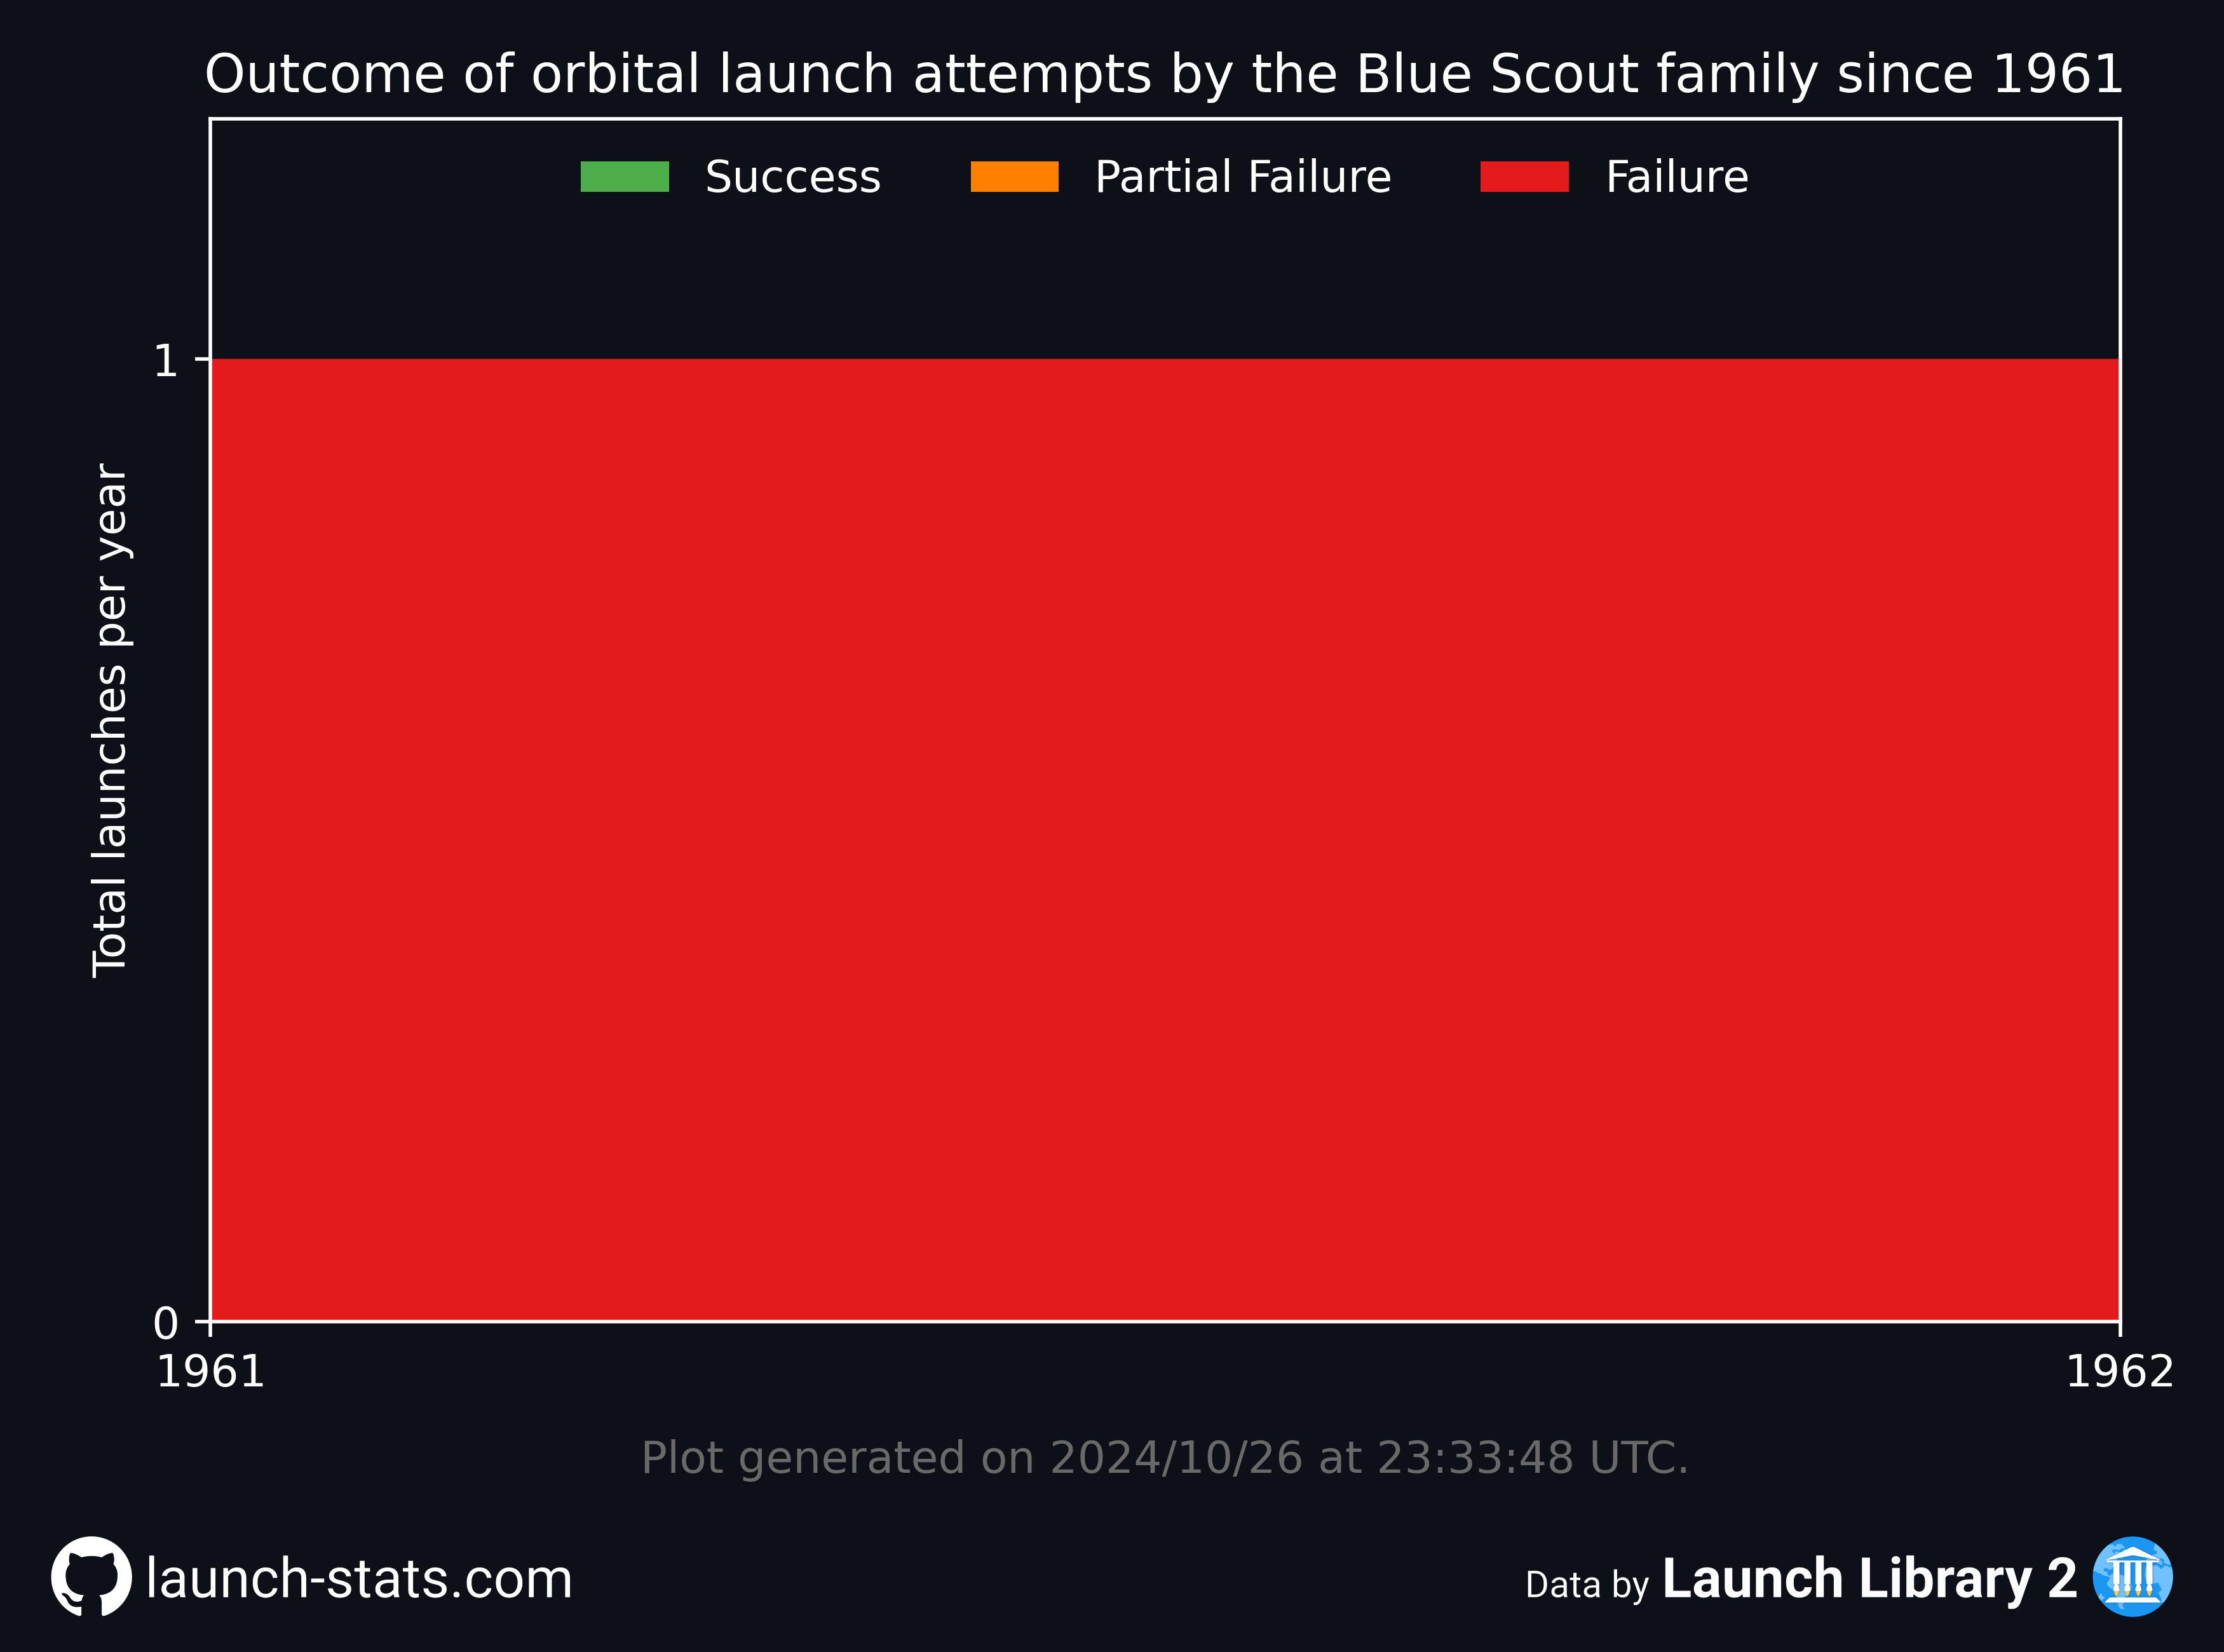 Outcome of orbital launch attempts by the Blue Scout family since 1961
Success Partial Failure Failure
1
Total launches per year
0
1961 1962
Plot generated on 2024/10/26 at 23:33:48 UTC.
launch-stats.com Data by Launch Library 2